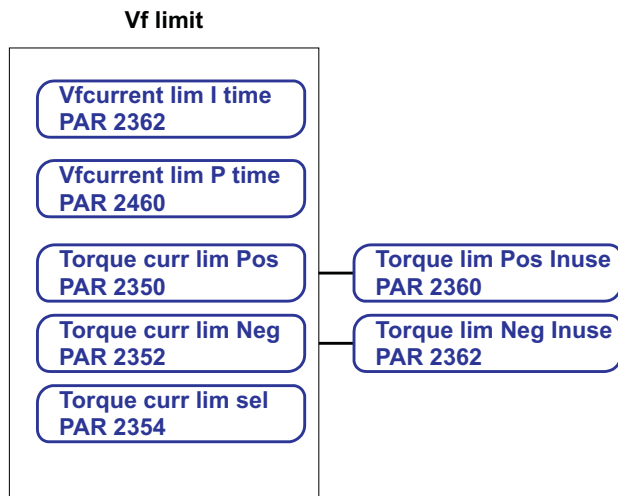 Vf limit
Vfcurrent lim I time
PAR 2362
Vfcurrent lim P time
PAR 2460
Torque curr lim Pos
PAR 2350
Torque lim Pos Inuse
PAR 2360
Torque curr lim Neg
PAR 2352
Torque lim Neg Inuse
PAR 2362
Torque curr lim sel
PAR 2354